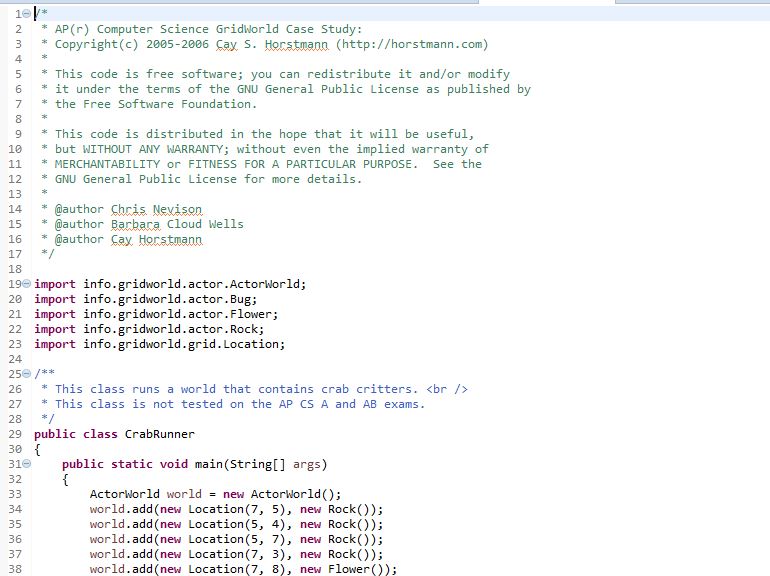 1 /*
2  * AP(r) Computer Science GridWorld Case Study:
3  * Copyright(c) 2005-2006 Cay S. Horstmann (http://horstmann.com)
4  *
5  * This code is free software; you can redistribute it and/or modify
6  * it under the terms of the GNU General Public License as published by
7  * the Free Software Foundation.
8  *
9  * This code is distributed in the hope that it will be useful,
10  * but WITHOUT ANY WARRANTY; without even the implied warranty of
11  * MERCHANTABILITY or FITNESS FOR A PARTICULAR PURPOSE.  See the
12  * GNU General Public License for more details.
13  *
14  * @author Chris Nevison
15  * @author Barbara Cloud Wells
16  * @author Cay Horstmann
17  */
18
19 import info.gridworld.actor.ActorWorld;
20 import info.gridworld.actor.Bug;
21 import info.gridworld.actor.Flower;
22 import info.gridworld.actor.Rock;
23 import info.gridworld.grid.Location;
24
25 /**
26  * This class runs a world that contains crab critters. <br />
27  * This class is not tested on the AP CS A and AB exams.
28  */
29 public class CrabRunner
30 {
31     public static void main(String[] args)
32     {
33         ActorWorld world = new ActorWorld();
34         world.add(new Location(7, 5), new Rock());
35         world.add(new Location(5, 4), new Rock());
36         world.add(new Location(5, 7), new Rock());
37         world.add(new Location(7, 3), new Rock());
38         world.add(new Location(7, 8), new Flower());